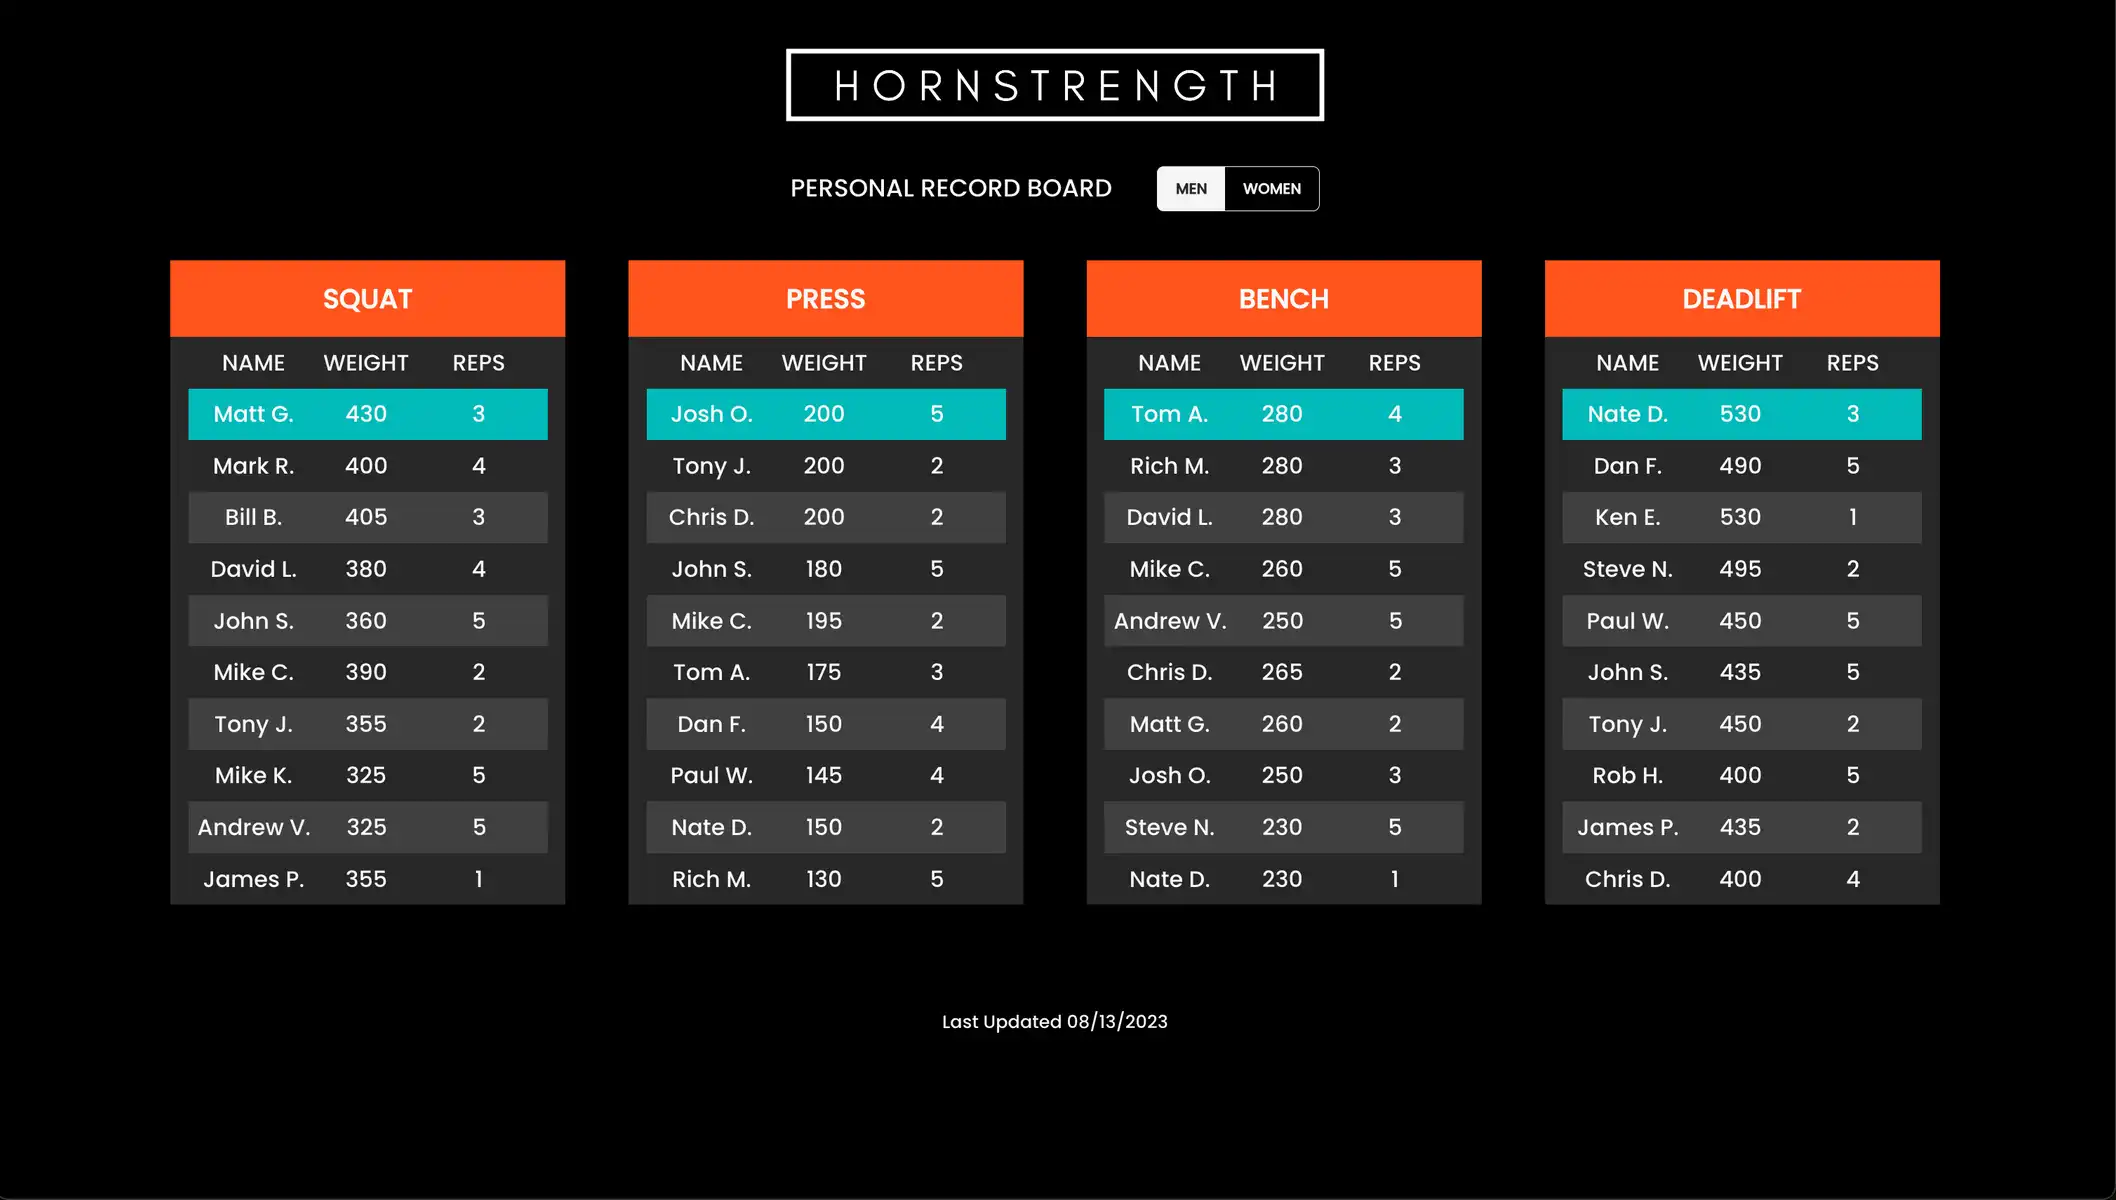 HORNSTRENGTH
PERSONAL RECORD BOARD MEN WOMEN
SQUAT
NAME WEIGHT REPS
Matt G. 430 3
Mark R. 400 4
Bill B. 405 3
David L. 380 4
John S. 360 5
Mike C. 390 2
Tony J. 355 2
Mike K. 325 5
Andrew V. 325 5
James P. 355 1
PRESS
NAME WEIGHT REPS
Josh O. 200 5
Tony J. 200 2
Chris D. 200 2
John S. 180 5
Mike C. 195 2
Tom A. 175 3
Dan F. 150 4
Paul W. 145 4
Nate D. 150 2
Rich M. 130 5
BENCH
NAME WEIGHT REPS
Tom A. 280 4
Rich M. 280 3
David L. 280 3
Mike C. 260 5
Andrew V. 250 5
Chris D. 265 2
Matt G. 260 2
Josh O. 250 3
Steve N. 230 5
Nate D. 230 1
DEADLIFT
NAME WEIGHT REPS
Nate D. 530 3
Dan F. 490 5
Ken E. 530 1
Steve N. 495 2
Paul W. 450 5
John S. 435 5
Tony J. 450 2
Rob H. 400 5
James P. 435 2
Chris D. 400 4
Last Updated 08/13/2023